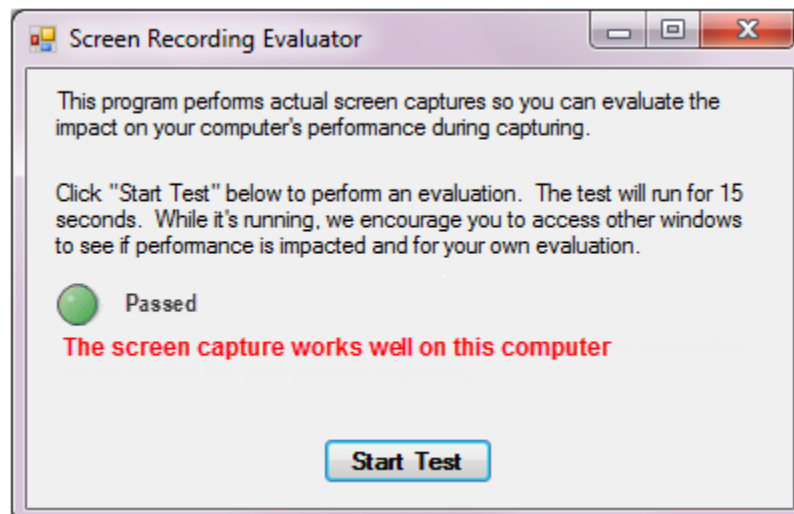 Screen Recording Evaluator
This program performs actual screen captures so you can evaluate the
impact on your computer's performance during capturing.
Click "Start Test" below to perform an evaluation.  The test will run for 15
seconds.  While it's running, we encourage you to access other windows
to see if performance is impacted and for your own evaluation.
Passed
The screen capture works well on this computer
Start Test